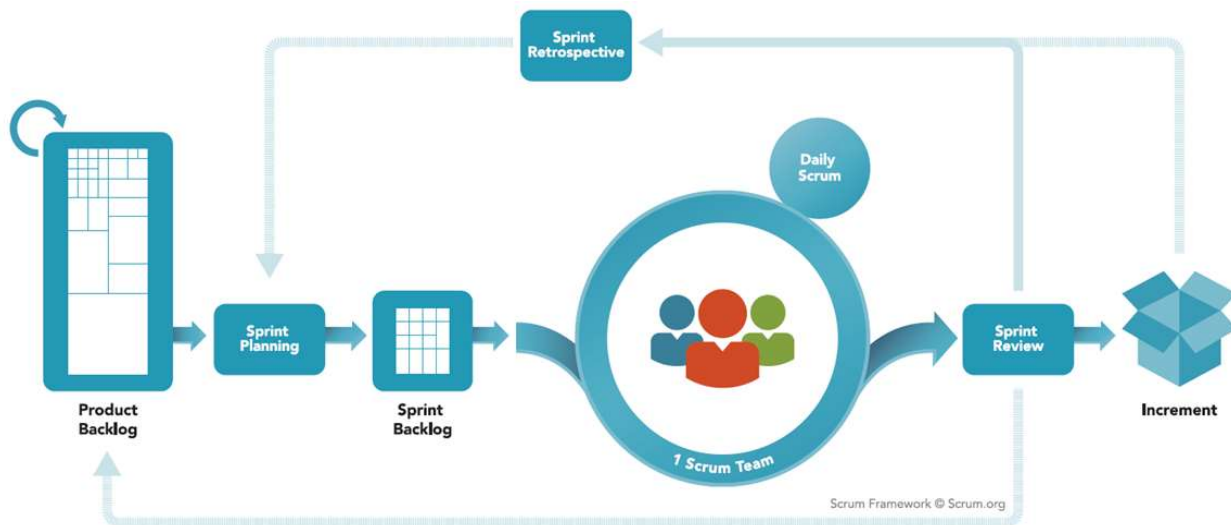 Sprint
Retrospective
Daily
Scrum
Sprint
Planning
Sprint
Review
Product
Backlog
Sprint
Backlog
1 Scrum Team
Increment
Scrum Framework © Scrum.org